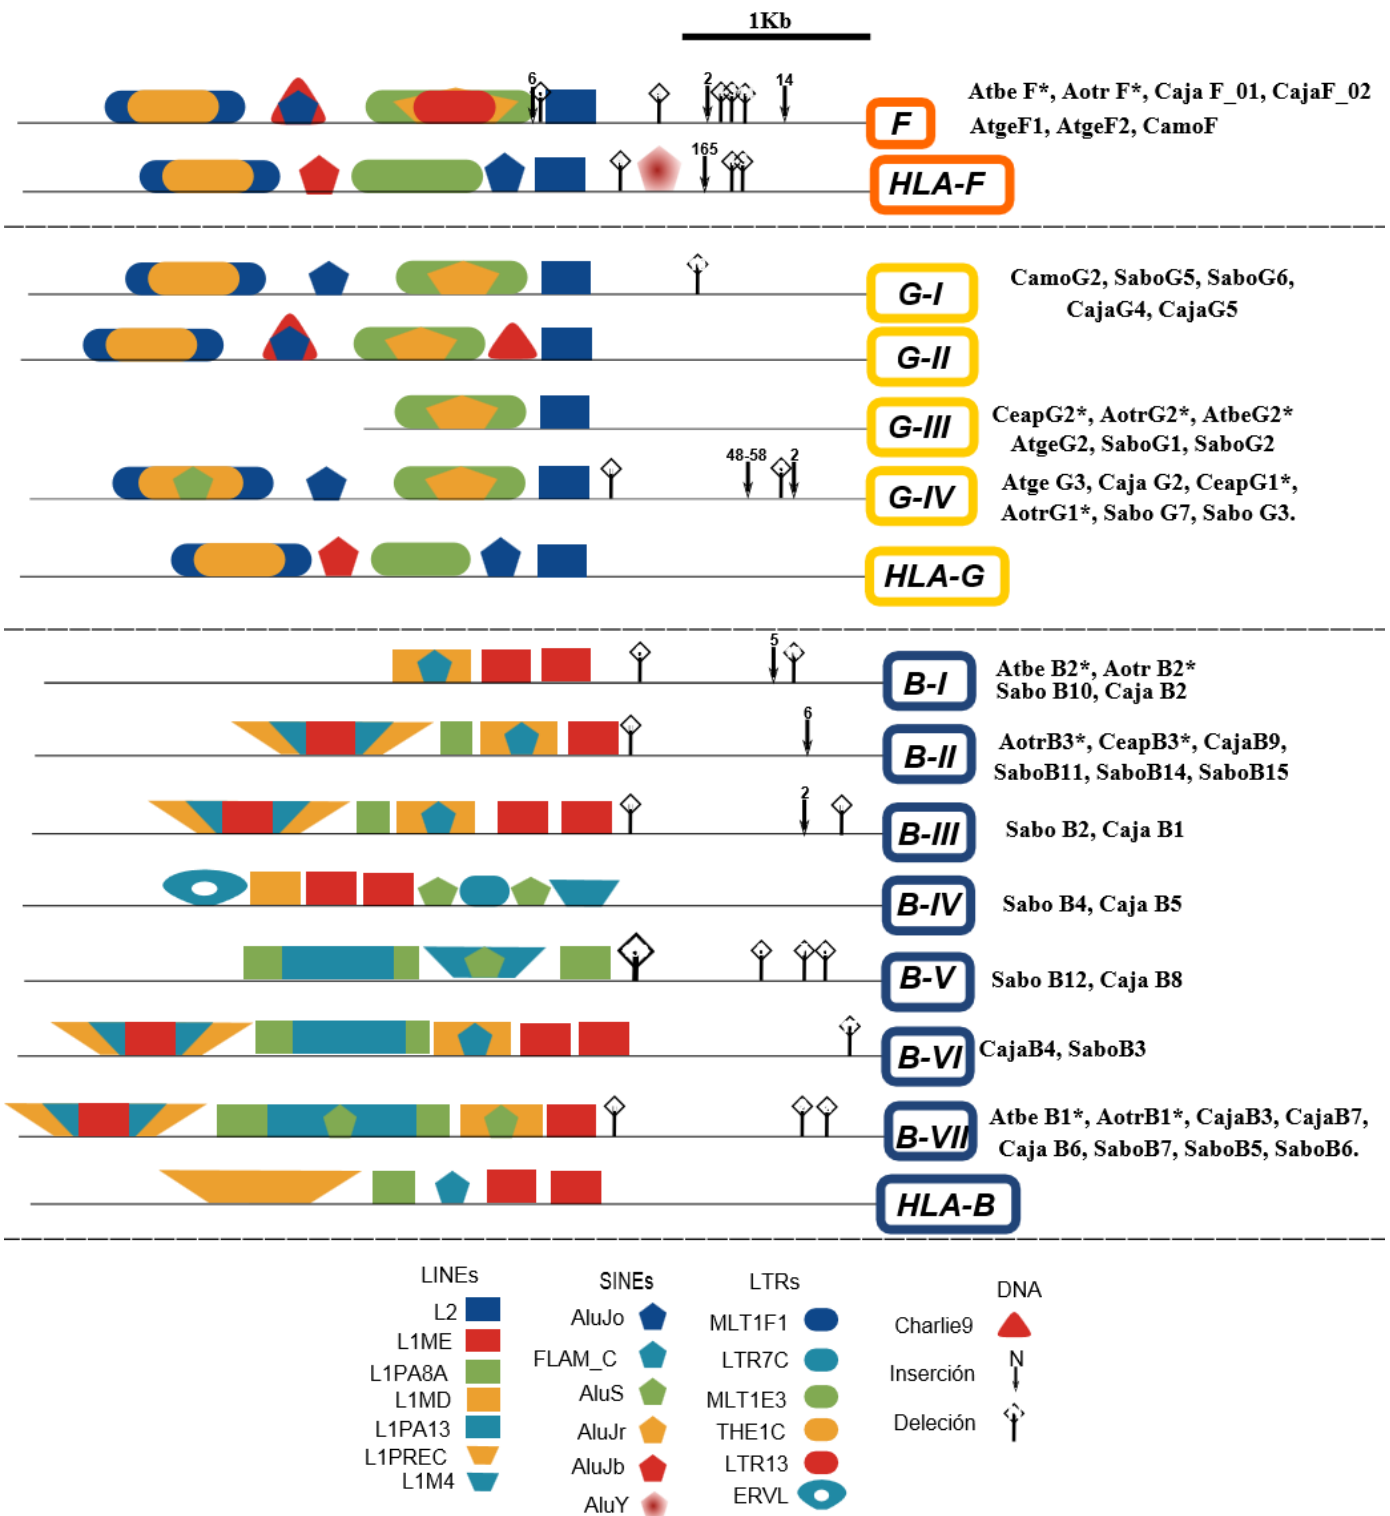 1Kb
6
2
14
F
Atbe F*, Aotr F*, Caja F_01, CajaF_02
AtgeF1, AtgeF2, CamoF
165
HLA-F
G-I
CamoG2, SaboG5, SaboG6,
CajaG4, CajaG5
G-II
G-III
CeapG2*, AotrG2*, AtbeG2*
AtgeG2, SaboG1, SaboG2
48-58
2
G-IV
Atge G3, Caja G2, CeapG1*,
AotrG1*, Sabo G7, Sabo G3.
HLA-G
5
B-I
Atbe B2*, Aotr B2*
Sabo B10, Caja B2
6
B-II
AotrB3*, CeapB3*, CajaB9,
SaboB11, SaboB14, SaboB15
2
B-III
Sabo B2, Caja B1
B-IV
Sabo B4, Caja B5
B-V
Sabo B12, Caja B8
B-VI
CajaB4, SaboB3
B-VII
Atbe B1*, AotrB1*, CajaB3, CajaB7,
Caja B6, SaboB7, SaboB5, SaboB6.
HLA-B
LINEs
L2
L1ME
L1PA8A
L1MD
L1PA13
L1PREC
L1M4
SINEs
AluJo
FLAM_C
AluS
AluJr
AluJb
AluY
LTRs
MLT1F1
LTR7C
MLT1E3
THE1C
LTR13
ERVL
DNA
Charlie9
Inserción
N
Deleción